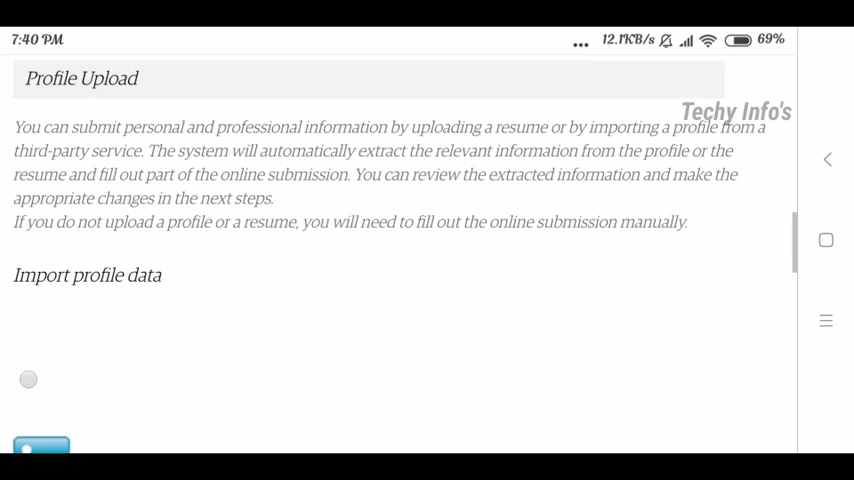 7:40 PM
... 12.1KB/s 69%
Profile Upload
Techy Info's
You can submit personal and professional information by uploading a resume or by importing a profile from a
third-party service. The system will automatically extract the relevant information from the profile or the
resume and fill out part of the online submission. You can review the extracted information and make the
appropriate changes in the next steps.
If you do not upload a profile or a resume, you will need to fill out the online submission manually.
Import profile data